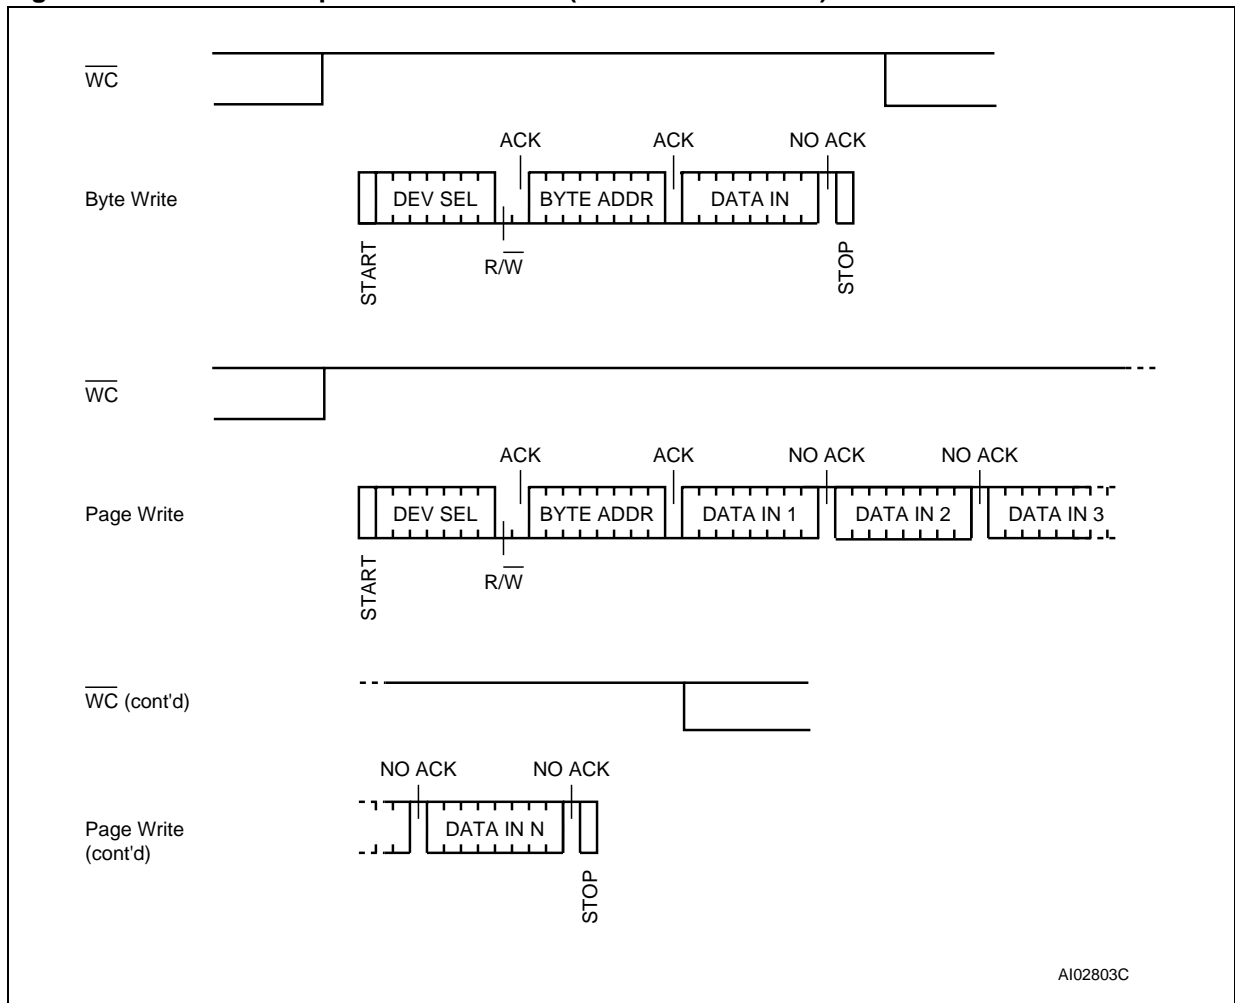 WC
ACK ACK NO ACK
Byte Write DEV SEL BYTE ADDR DATA IN
START R/W STOP
WC
ACK ACK NO ACK NO ACK
Page Write DEV SEL BYTE ADDR DATA IN 1 DATA IN 2 DATA IN 3
START R/W
WC (cont'd)
NO ACK NO ACK
Page Write (cont'd) DATA IN N
STOP
AI02803C